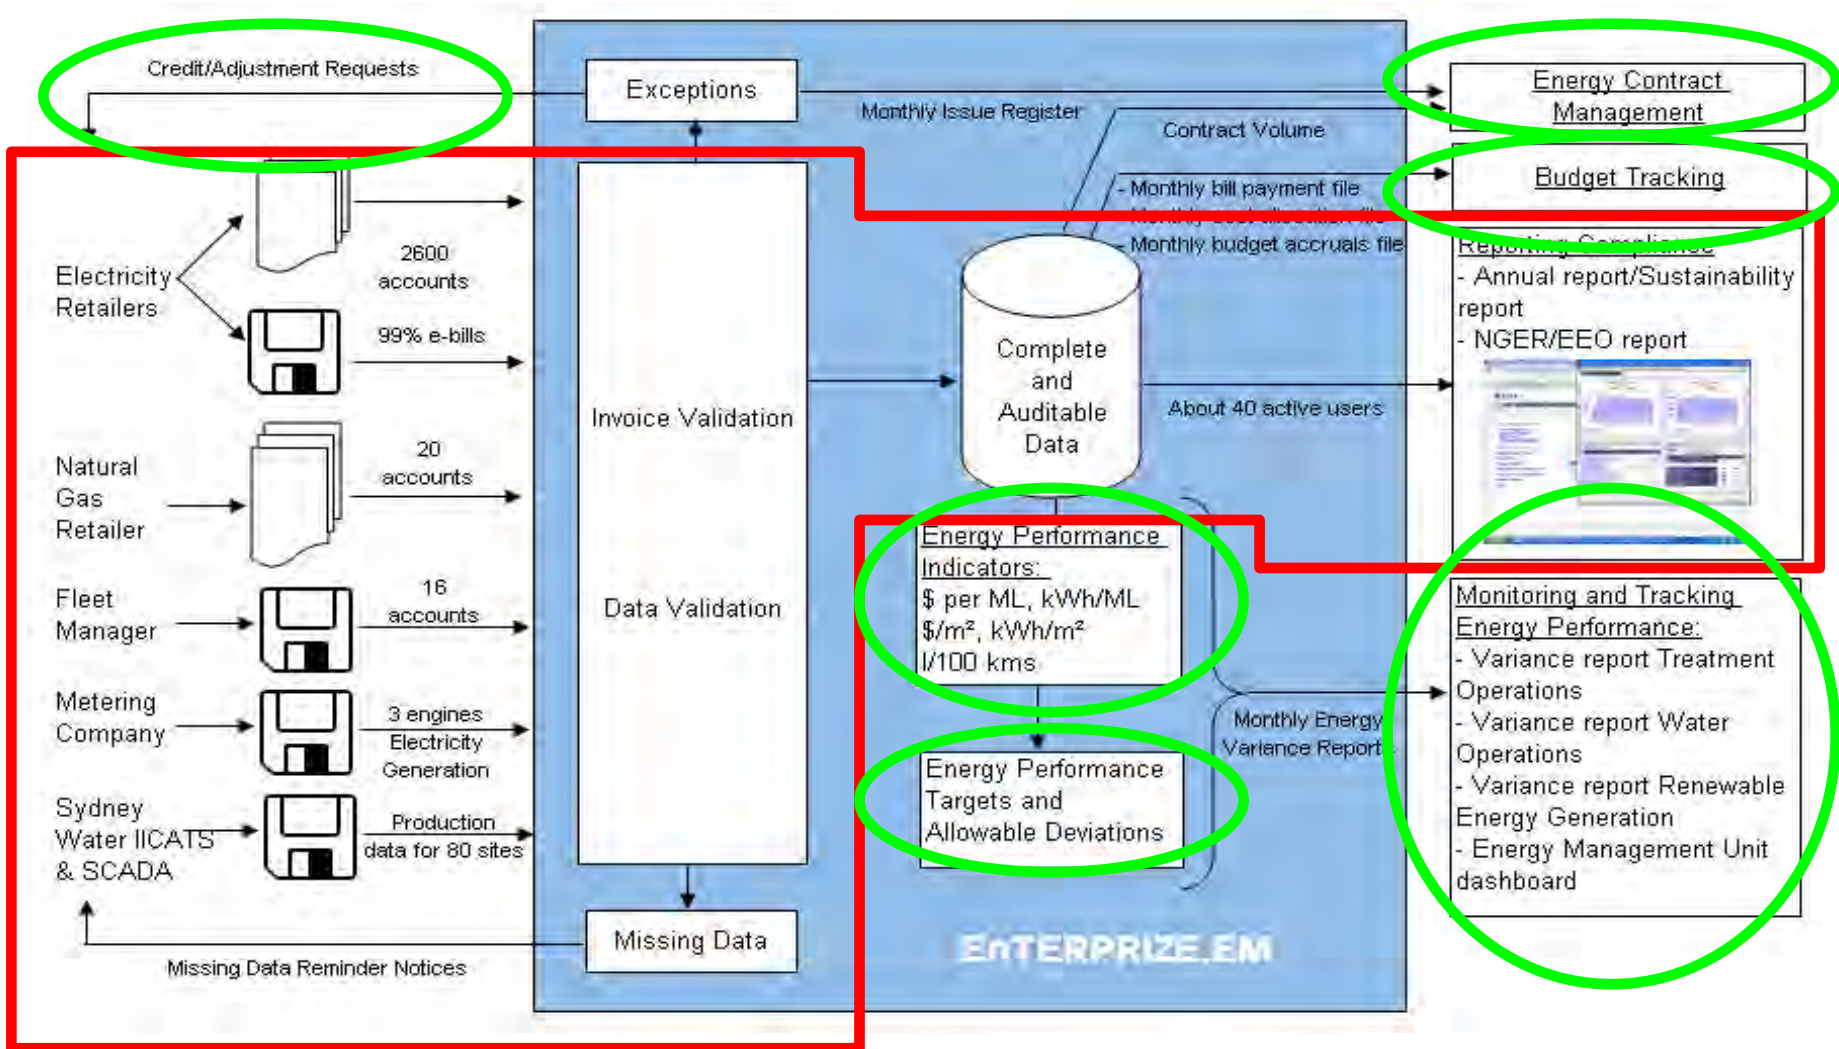 Credit/Adjustment Requests
Exceptions
Monthly Issue Register
Contract Volume
Energy Contract
Management
- Monthly bill payment file
- Monthly cost allocation file
- Monthly budget accruals file
Budget Tracking
Electricity
Retailers
2600
accounts
99% e-bills
Natural
Gas
Retailer
20
accounts
Fleet
Manager
16
accounts
Metering
Company
3 engines
Electricity
Generation
Sydney
Water IICATS
& SCADA
Production
data for 80 sites
Missing Data Reminder Notices
Invoice Validation
Data Validation
Missing Data
Complete
and
Auditable
Data
About 40 active users
Reporting Compliance
- Annual report/Sustainability
report
- NGER/EEO report
Energy Performance
Indicators:
$ per ML, kWh/ML
$/m², kWh/m²
l/100 kms
Energy Performance
Targets and
Allowable Deviations
Monthly Energy
Variance Reports
Monitoring and Tracking
Energy Performance:
- Variance report Treatment
Operations
- Variance report Water
Operations
- Variance report Renewable
Energy Generation
- Energy Management Unit
dashboard
EnTERPRIZE.EM